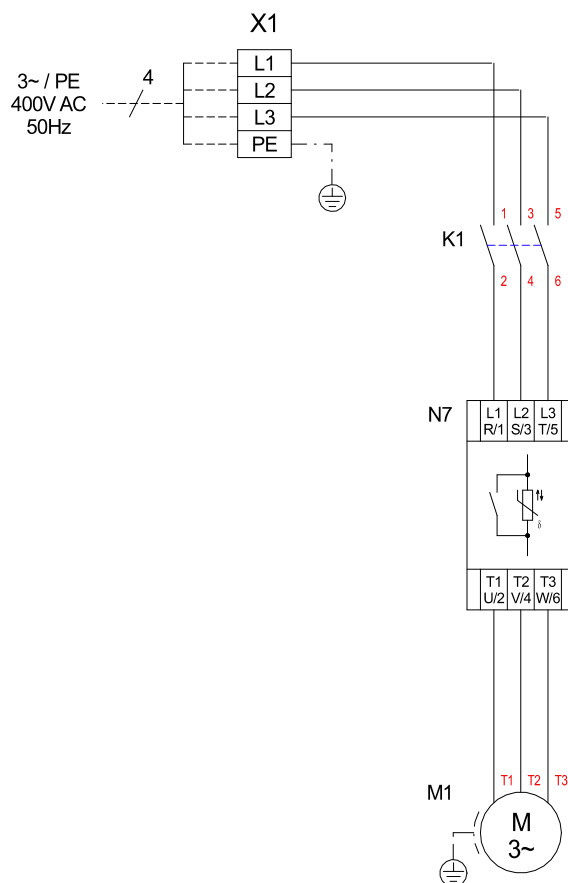 X1
3~ / PE
400V AC
50Hz
4
L1
L2
L3
PE
K1
1 3 5
2 4 6
N7
L1 L2 L3
R/1 S/3 T/5
δ
T1 T2 T3
U/2 V/4 W/6
M1
T1 T2 T3
M
3~